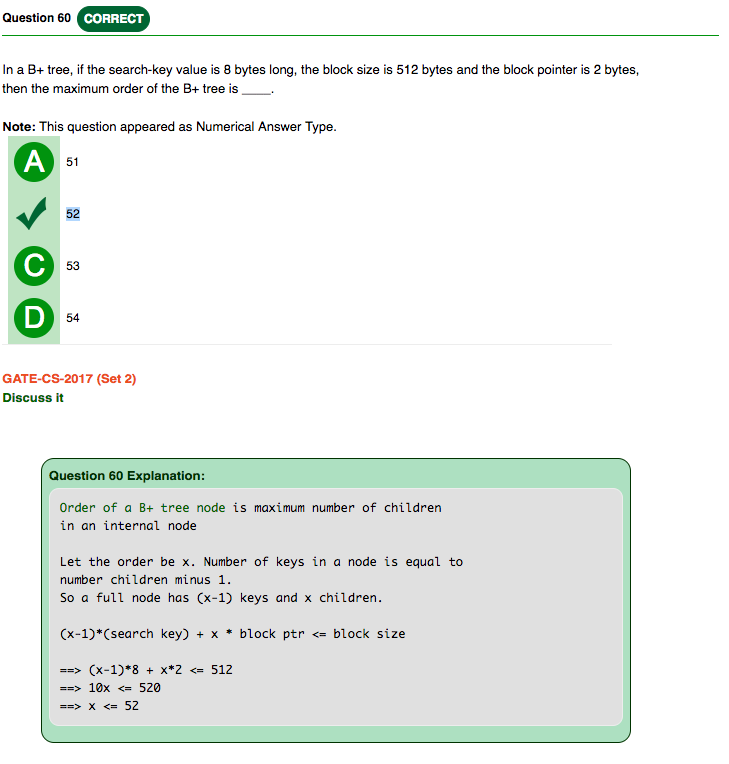 Question 60 CORRECT
In a B+ tree, if the search-key value is 8 bytes long, the block size is 512 bytes and the block pointer is 2 bytes,
then the maximum order of the B+ tree is ____.
Note: This question appeared as Numerical Answer Type.
A 51
52
C 53
D 54
GATE-CS-2017 (Set 2)
Discuss it
Question 60 Explanation:
Order of a B+ tree node is maximum number of children
in an internal node
Let the order be x. Number of keys in a node is equal to
number children minus 1.
So a full node has (x-1) keys and x children.
(x-1)*(search key) + x * block ptr <= block size
==> (x-1)*8 + x*2 <= 512
==> 10x <= 520
==> x <= 52